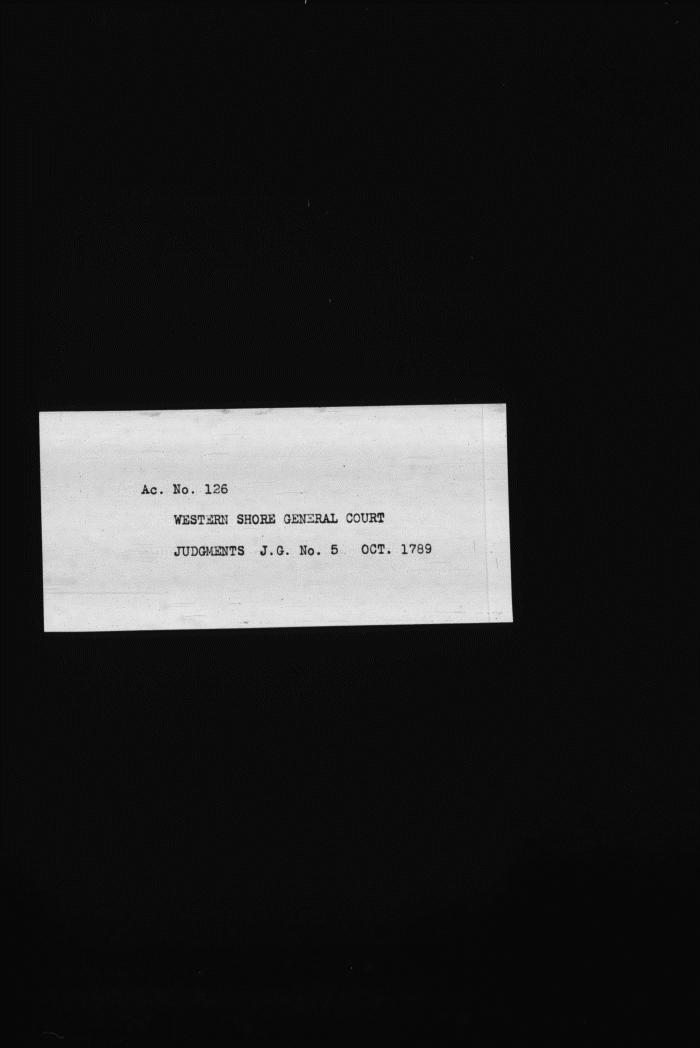 Ac. No. 126
WESTERN SHORE GENERAL COURT
JUDGMENTS J.G. No. 5 OCT. 1789